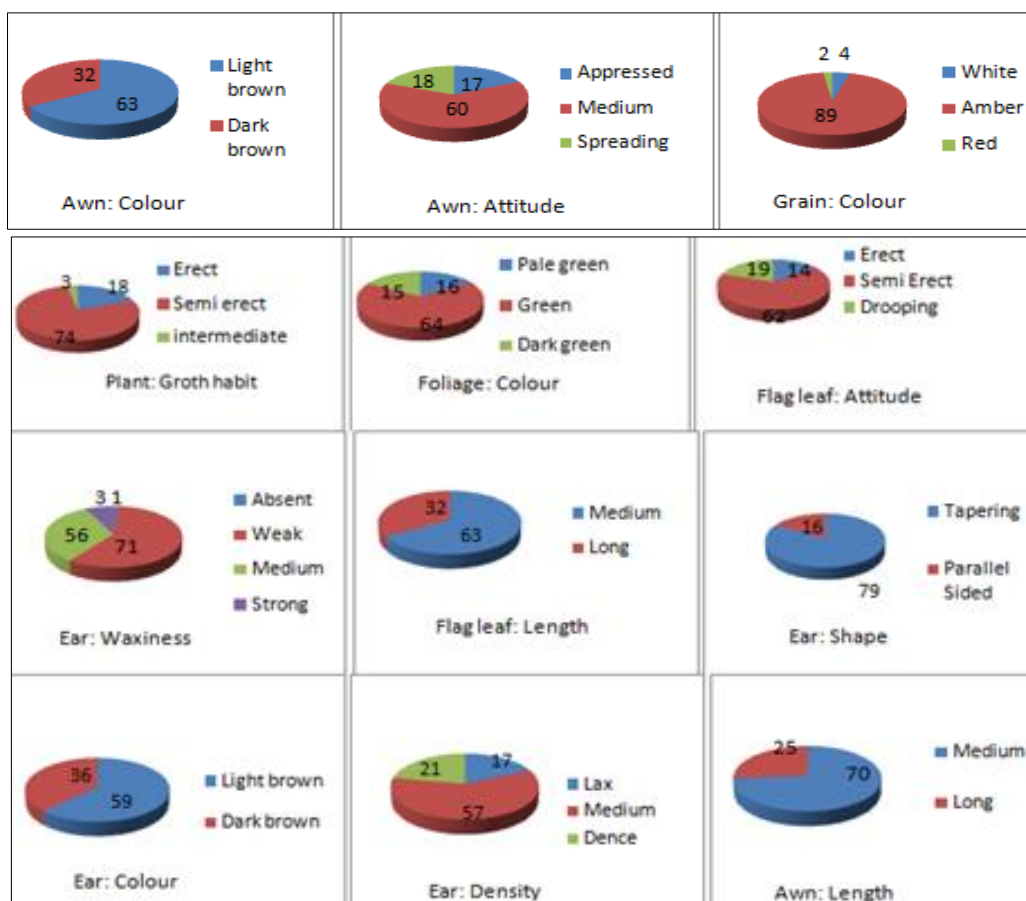 32
63
Light
brown
Dark
brown
Awn: Colour
18
17
60
Appressed
Medium
Spreading
Awn: Attitude
2 4
89
White
Amber
Red
Grain: Colour
3
18
74
Erect
Semi erect
intermediate
Plant: Groth habit
15
16
64
Pale green
Green
Dark green
Foliage: Colour
19
14
62
Erect
Semi Erect
Drooping
Flag leaf: Attitude
3 1
56
71
Absent
Weak
Medium
Strong
Ear: Waxiness
32
63
Medium
Long
Flag leaf: Length
16
79
Tapering
Parallel
Sided
Ear: Shape
36
59
Light brown
Dark brown
Ear: Colour
21
17
57
Lax
Medium
Dence
Ear: Density
25
70
Medium
Long
Awn: Length